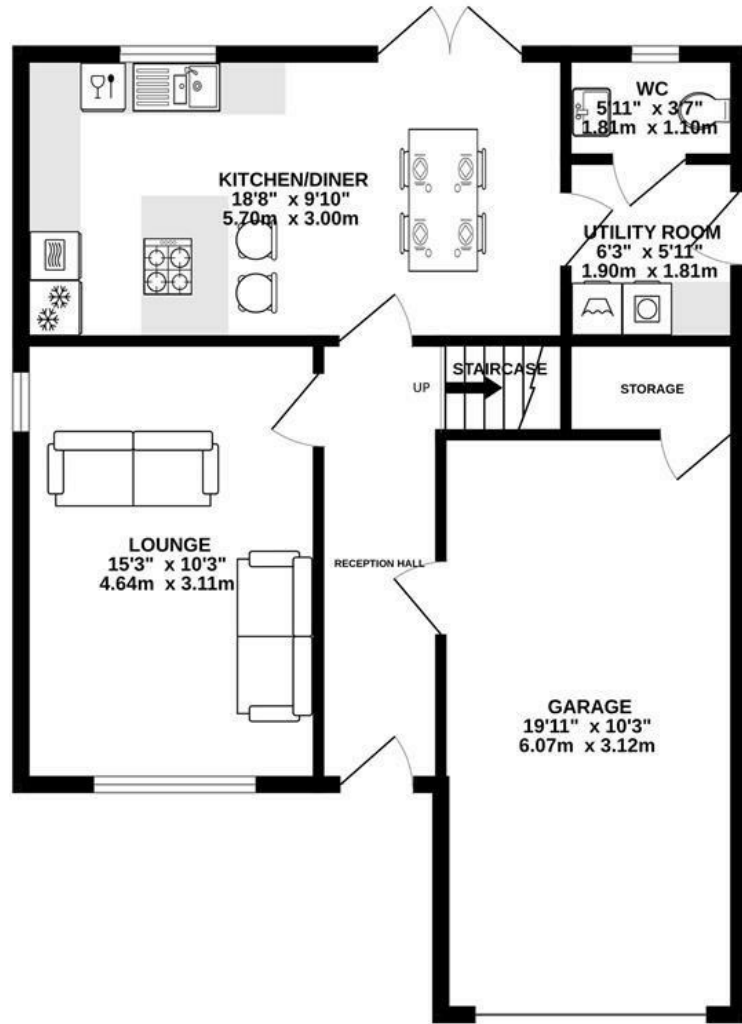 WC
5'11" x 3'7"
1.81m x 1.10m
KITCHEN/DINER
18'8" x 9'10"
5.70m x 3.00m
UTILITY ROOM
6'3" x 5'11"
1.90m x 1.81m
STAIRCASE
UP
STORAGE
LOUNGE
15'3" x 10'3"
4.64m x 3.11m
RECEPTION HALL
GARAGE
19'11" x 10'3"
6.07m x 3.12m